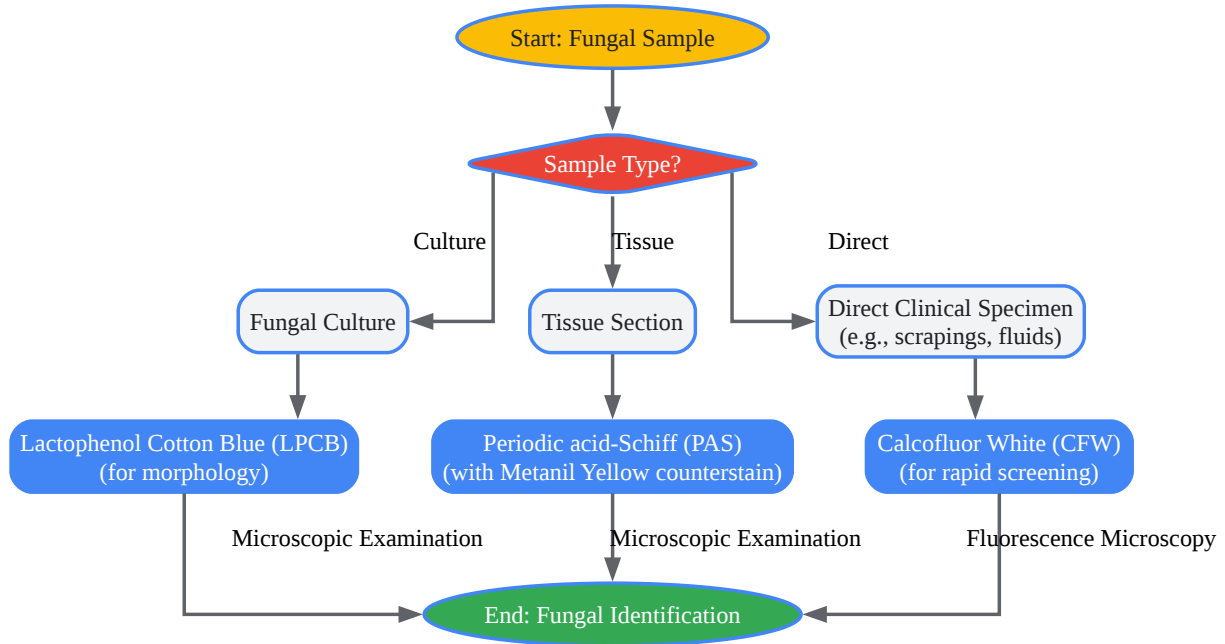 Start: Fungal Sample
Sample Type?
Culture
Tissue
Direct
Fungal Culture
Tissue Section
Direct Clinical Specimen
(e.g., scrapings, fluids)
Lactophenol Cotton Blue (LPCB)
(for morphology)
Periodic acid-Schiff (PAS)
(with Metanil Yellow counterstain)
Calcofluor White (CFW)
(for rapid screening)
Microscopic Examination
Microscopic Examination
Fluorescence Microscopy
End: Fungal Identification